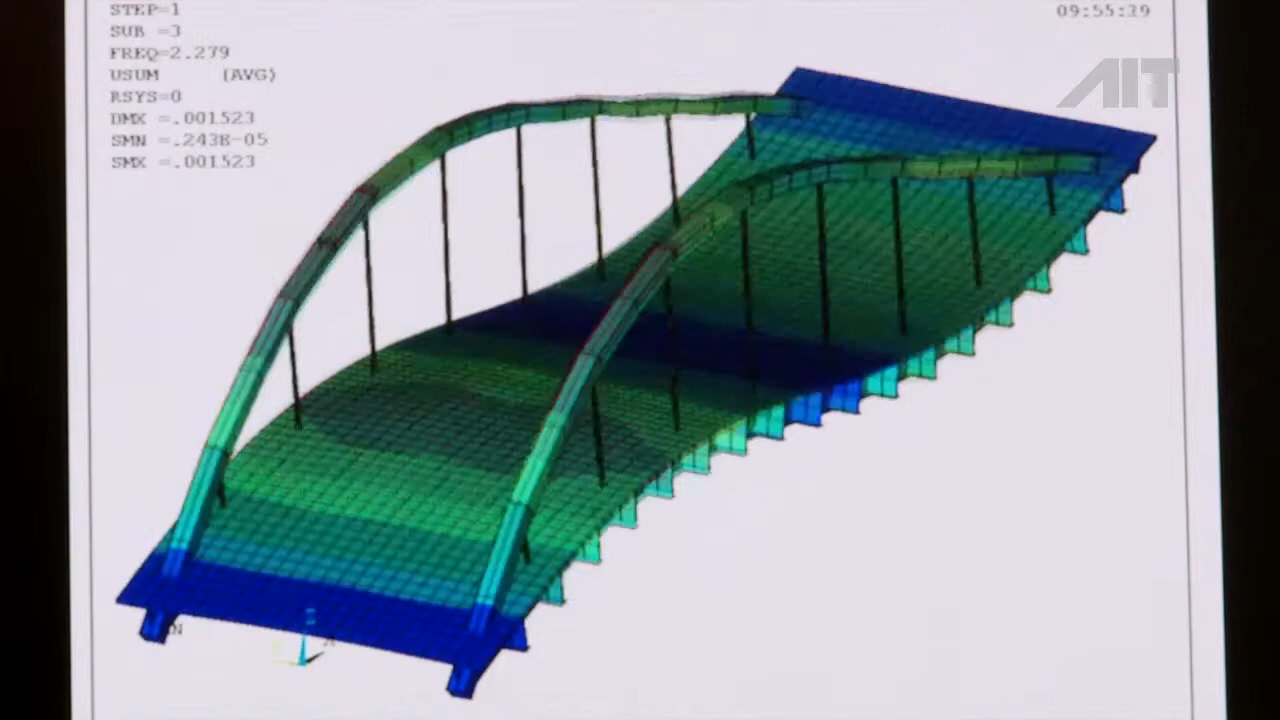 STEP=1
SUB =3
FREQ=2.279
USUM (AVG)
RSYS=0
DMX =.001523
SMN =.243E-05
SMX =.001523
09:55:39
AIT